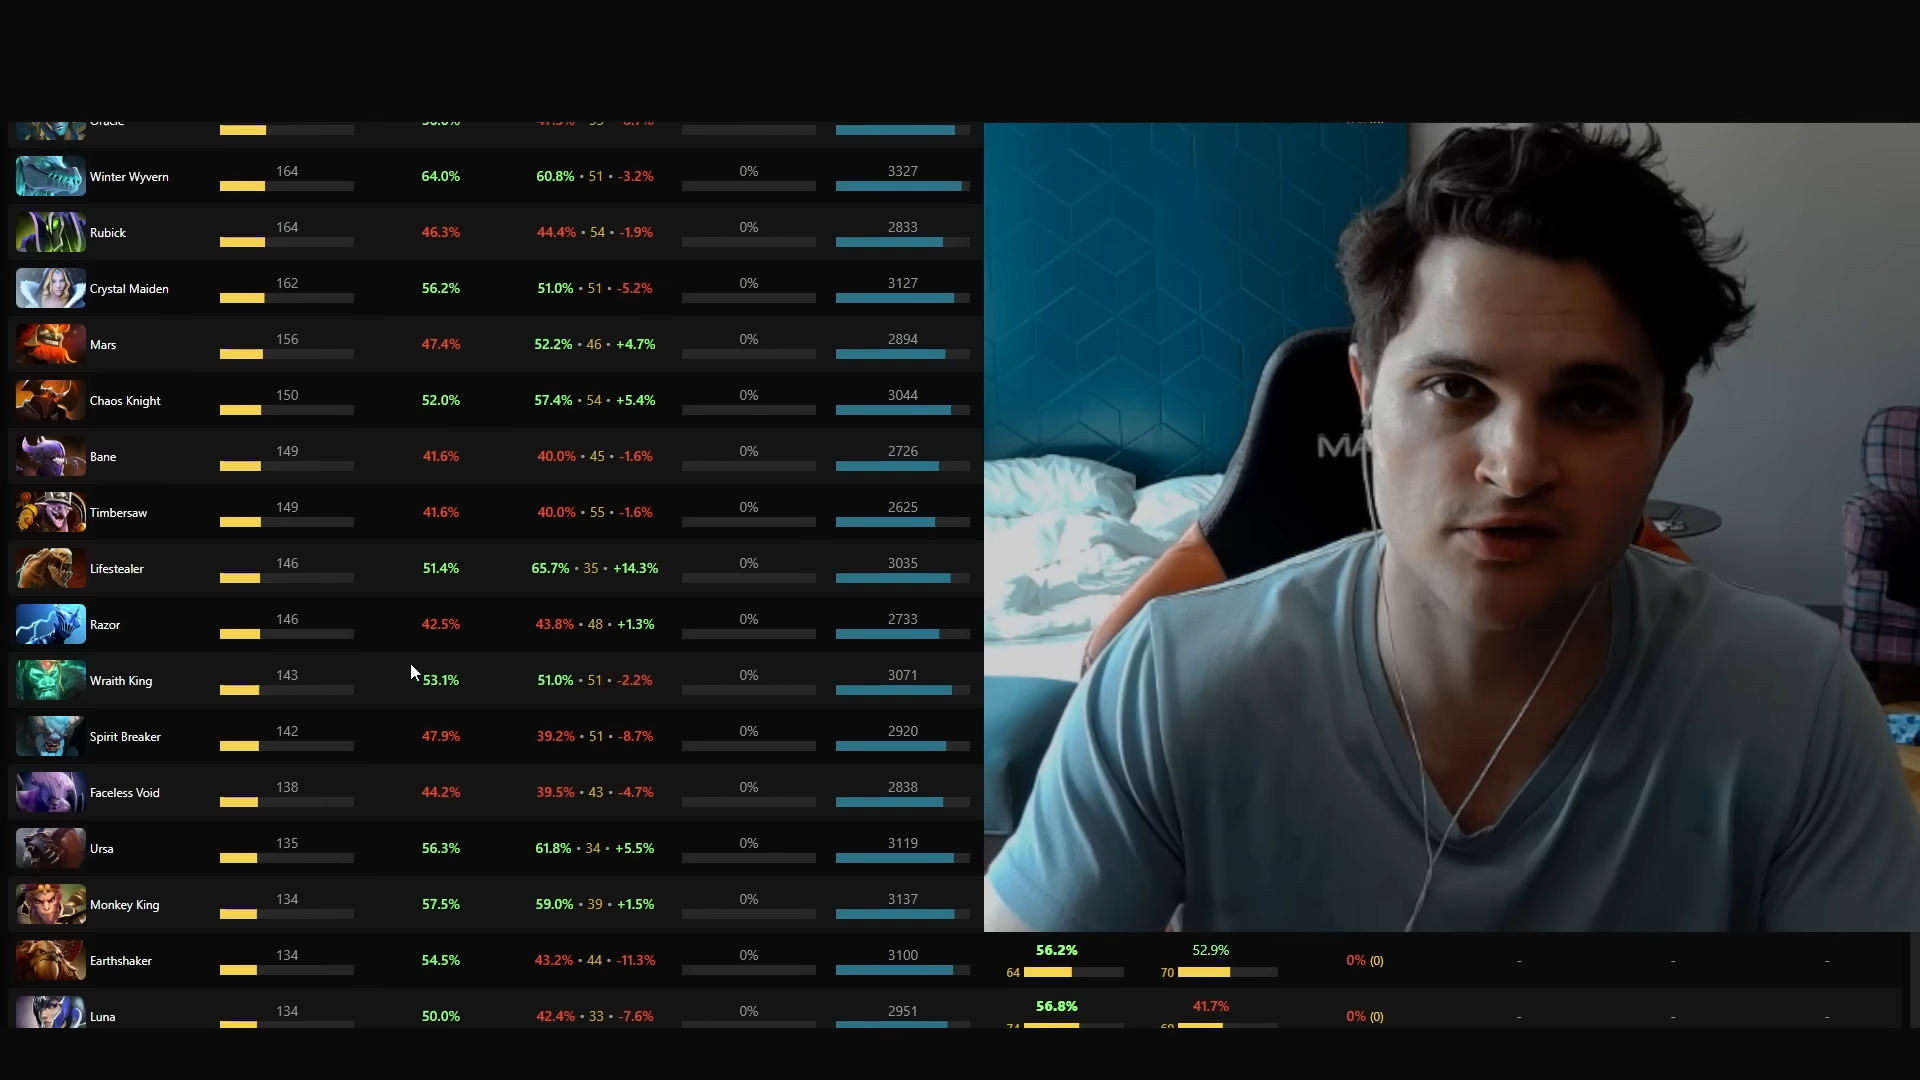 Oracle
Winter Wyvern 164 64.0% 60.8% • 51 • -3.2% 0% 3327
Rubick 164 46.3% 44.4% • 54 • -1.9% 0% 2833
Crystal Maiden 162 56.2% 51.0% • 51 • -5.2% 0% 3127
Mars 156 47.4% 52.2% • 46 • +4.7% 0% 2894
Chaos Knight 150 52.0% 57.4% • 54 • +5.4% 0% 3044
Bane 149 41.6% 40.0% • 45 • -1.6% 0% 2726
MA
Timbersaw 149 41.6% 40.0% • 55 • -1.6% 0% 2625
Lifestealer 146 51.4% 65.7% • 35 • +14.3% 0% 3035
Razor 146 42.5% 43.8% • 48 • +1.3% 0% 2733
Wraith King 143 53.1% 51.0% • 51 • -2.2% 0% 3071
Spirit Breaker 142 47.9% 39.2% • 51 • -8.7% 0% 2920
Faceless Void 138 44.2% 39.5% • 43 • -4.7% 0% 2838
Ursa 135 56.3% 61.8% • 34 • +5.5% 0% 3119
Monkey King 134 57.5% 59.0% • 39 • +1.5% 0% 3137
Earthshaker 134 54.5% 43.2% • 44 • -11.3% 0% 3100 56.2% 64 52.9% 70 0% (0) - - -
Luna 134 50.0% 42.4% • 33 • -7.6% 0% 2951 56.8% 74 41.7% 60 0% (0) - - -